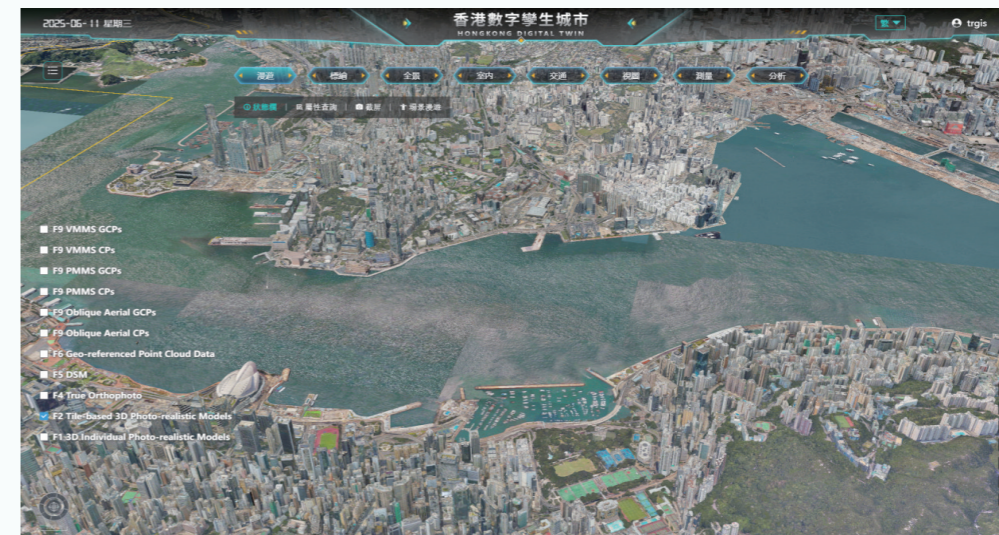 2025-06-11 星期三
香港數字孿生城市
HONGKONG DIGITAL TWIN
繁
trgis
漫遊 標繪 全景 室內 交通 視圖 測量 分析
信息欄 屬性查詢 截屏 場景漫遊
F9 VMMS GCPs
F9 VMMS CPs
F9 PMMS GCPs
F9 PMMS CPs
F9 Oblique Aerial GCPs
F9 Oblique Aerial CPs
F6 Geo-referenced Point Cloud Data
F5 DSM
F4 True Orthophoto
F2 Tile-based 3D Photo-realistic Models
F1 3D Individual Photo-realistic Models